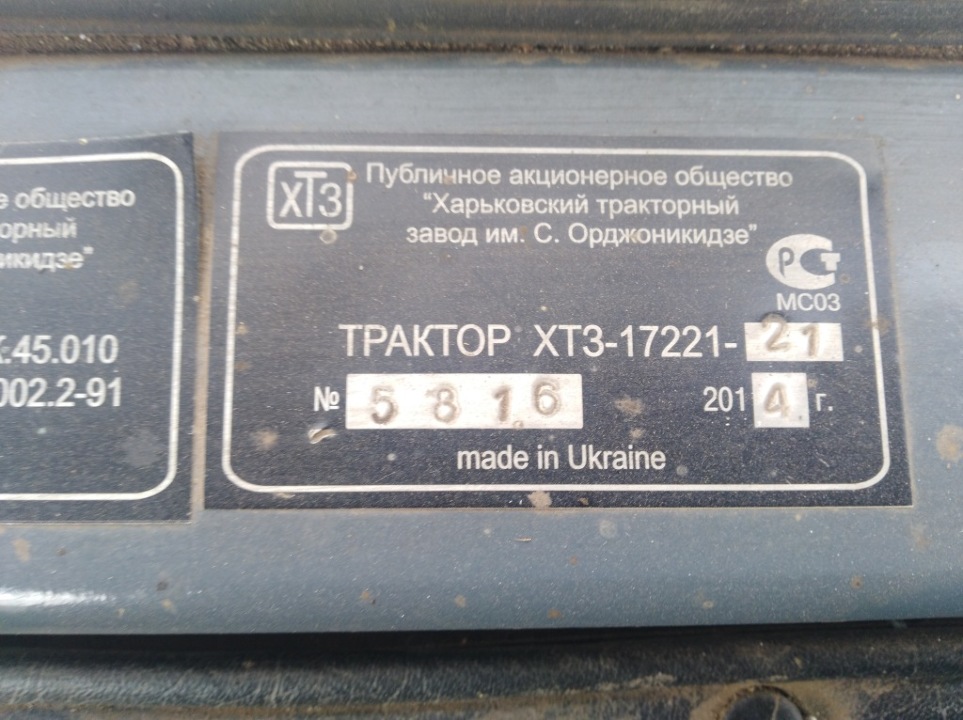 е общество
орный
икидзе"
.45.010
002.2-91
ХТЗ
Публичное акционерное общество
"Харьковский тракторный
завод им. С. Орджоникидзе"
РСТ
МС03
ТРАКТОР ХТЗ-17221-21
№ 5816 2014 г.
made in Ukraine